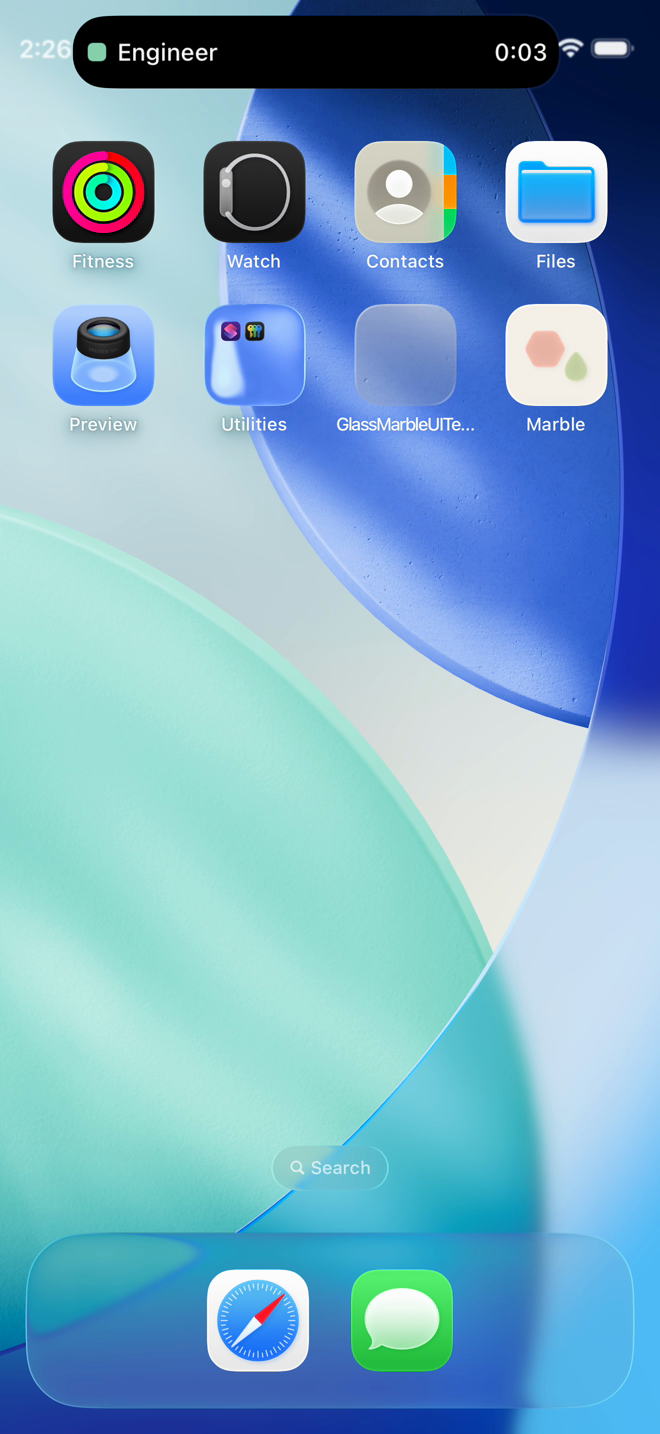 2:26
Engineer 0:03
Fitness Watch Contacts Files
Preview Utilities GlassMarbleUITe... Marble
Search